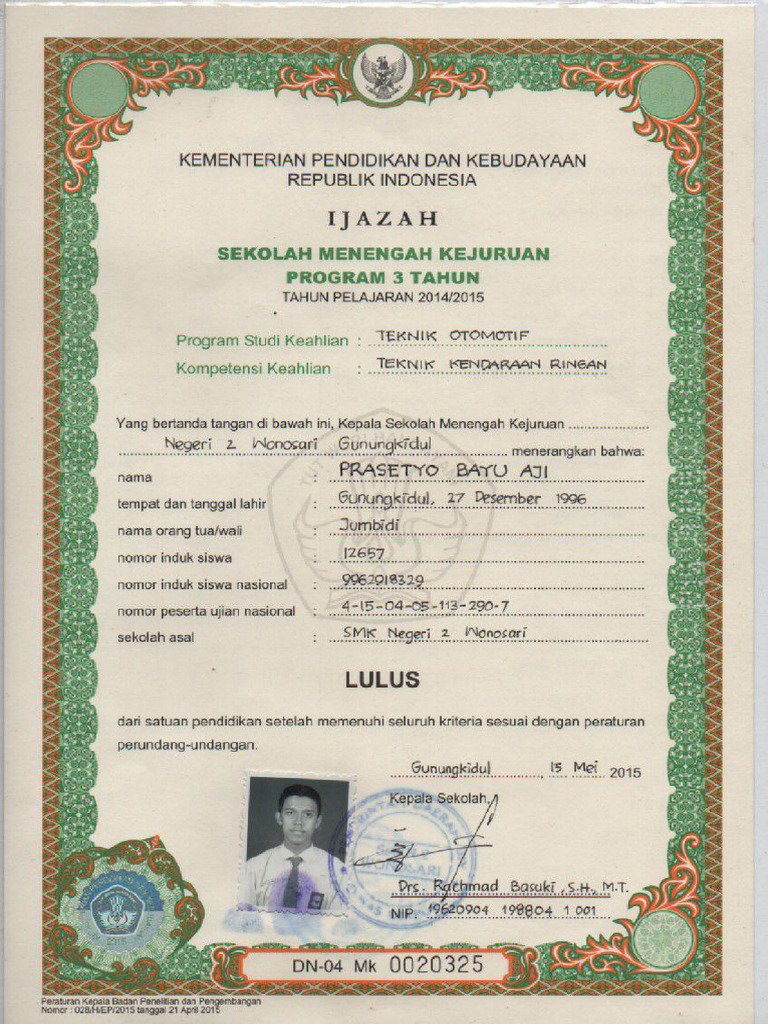 KEMENTERIAN PENDIDIKAN DAN KEBUDAYAAN
REPUBLIK INDONESIA
IJAZAH
SEKOLAH MENENGAH KEJURUAN
PROGRAM 3 TAHUN
TAHUN PELAJARAN 2014/2015
Program Studi Keahlian : TEKNIK OTOMOTIF
Kompetensi Keahlian : TEKNIK KENDARAAN RINGAN
Yang bertanda tangan di bawah ini, Kepala Sekolah Menengah Kejuruan
Negeri 2 Wonosari Gunungkidul menerangkan bahwa:
nama : PRASETYO BAYU AJI
tempat dan tanggal lahir : Gunungkidul, 27 Desember 1996
nama orang tua/wali : Jumbidi
nomor induk siswa : 12657
nomor induk siswa nasional : 9962918329
nomor peserta ujian nasional : 4-15-04-05-113-290-7
sekolah asal : SMK Negeri 2 Wonosari
LULUS
dari satuan pendidikan setelah memenuhi seluruh kriteria sesuai dengan peraturan
perundang-undangan.
Gunungkidul, 15 Mei 2015
Kepala Sekolah,
WONOSARI
Drs. Rachmad Basuki, S.H., M.T.
NIP. 19620904 198804 1 001
2015
DN-04 Mk 0020325
Peraturan Kepala Badan Penelitian dan Pengembangan
Nomor : 028/H/EP/2015 tanggal 21 April 2015